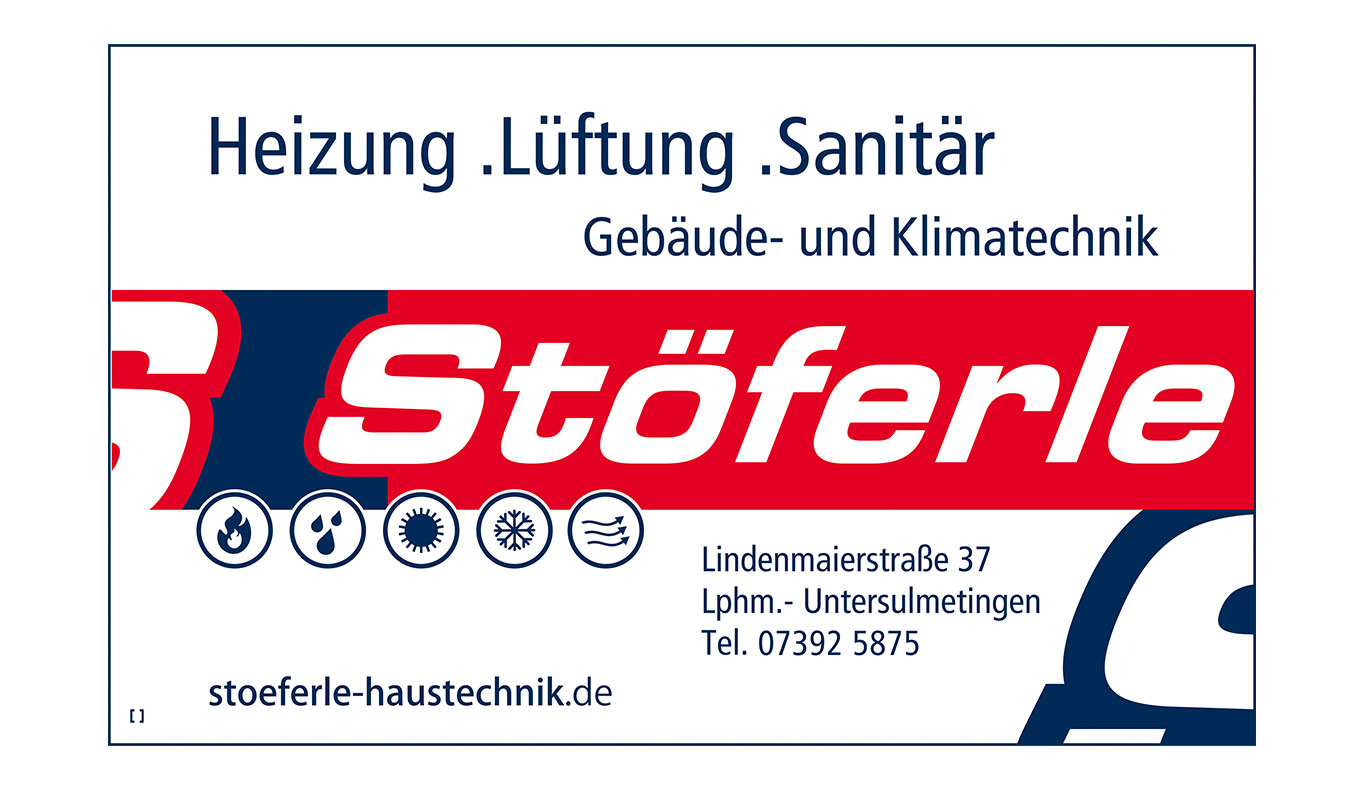 Heizung .Lüftung .Sanitär
Gebäude- und Klimatechnik
Stöferle
Lindenmaierstraße 37
Lphm.- Untersulmetingen
Tel. 07392 5875
stoeferle-haustechnik.de
[ ]